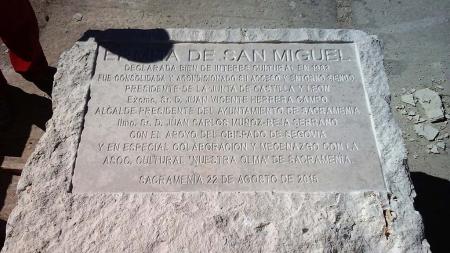 ERMITA DE SAN MIGUEL
DECLARADA BIEN DE INTERES CULTURAL EN 1983
FUE CONSOLIDADA Y ACONDICIONADO SU ACCESO Y ENTORNO SIENDO
PRESIDENTE DE LA JUNTA DE CASTILLA Y LEON
Excmo. Sr. D. JUAN VICENTE HERRERA CAMPO
ALCALDE PRESIDENTE DEL AYUNTAMIENTO DE SACRAMENIA
Ilmo. Sr. D. JUAN CARLOS MUÑOZ-REJA SERRANO
CON EL APOYO DEL OBISPADO DE SEGOVIA
Y EN ESPECIAL COLABORACION Y MECENAZGO CON LA
ASOC. CULTURAL "NUESTRA OLMA" DE SACRAMENIA
SACRAMENIA 22 DE AGOSTO DE 2015